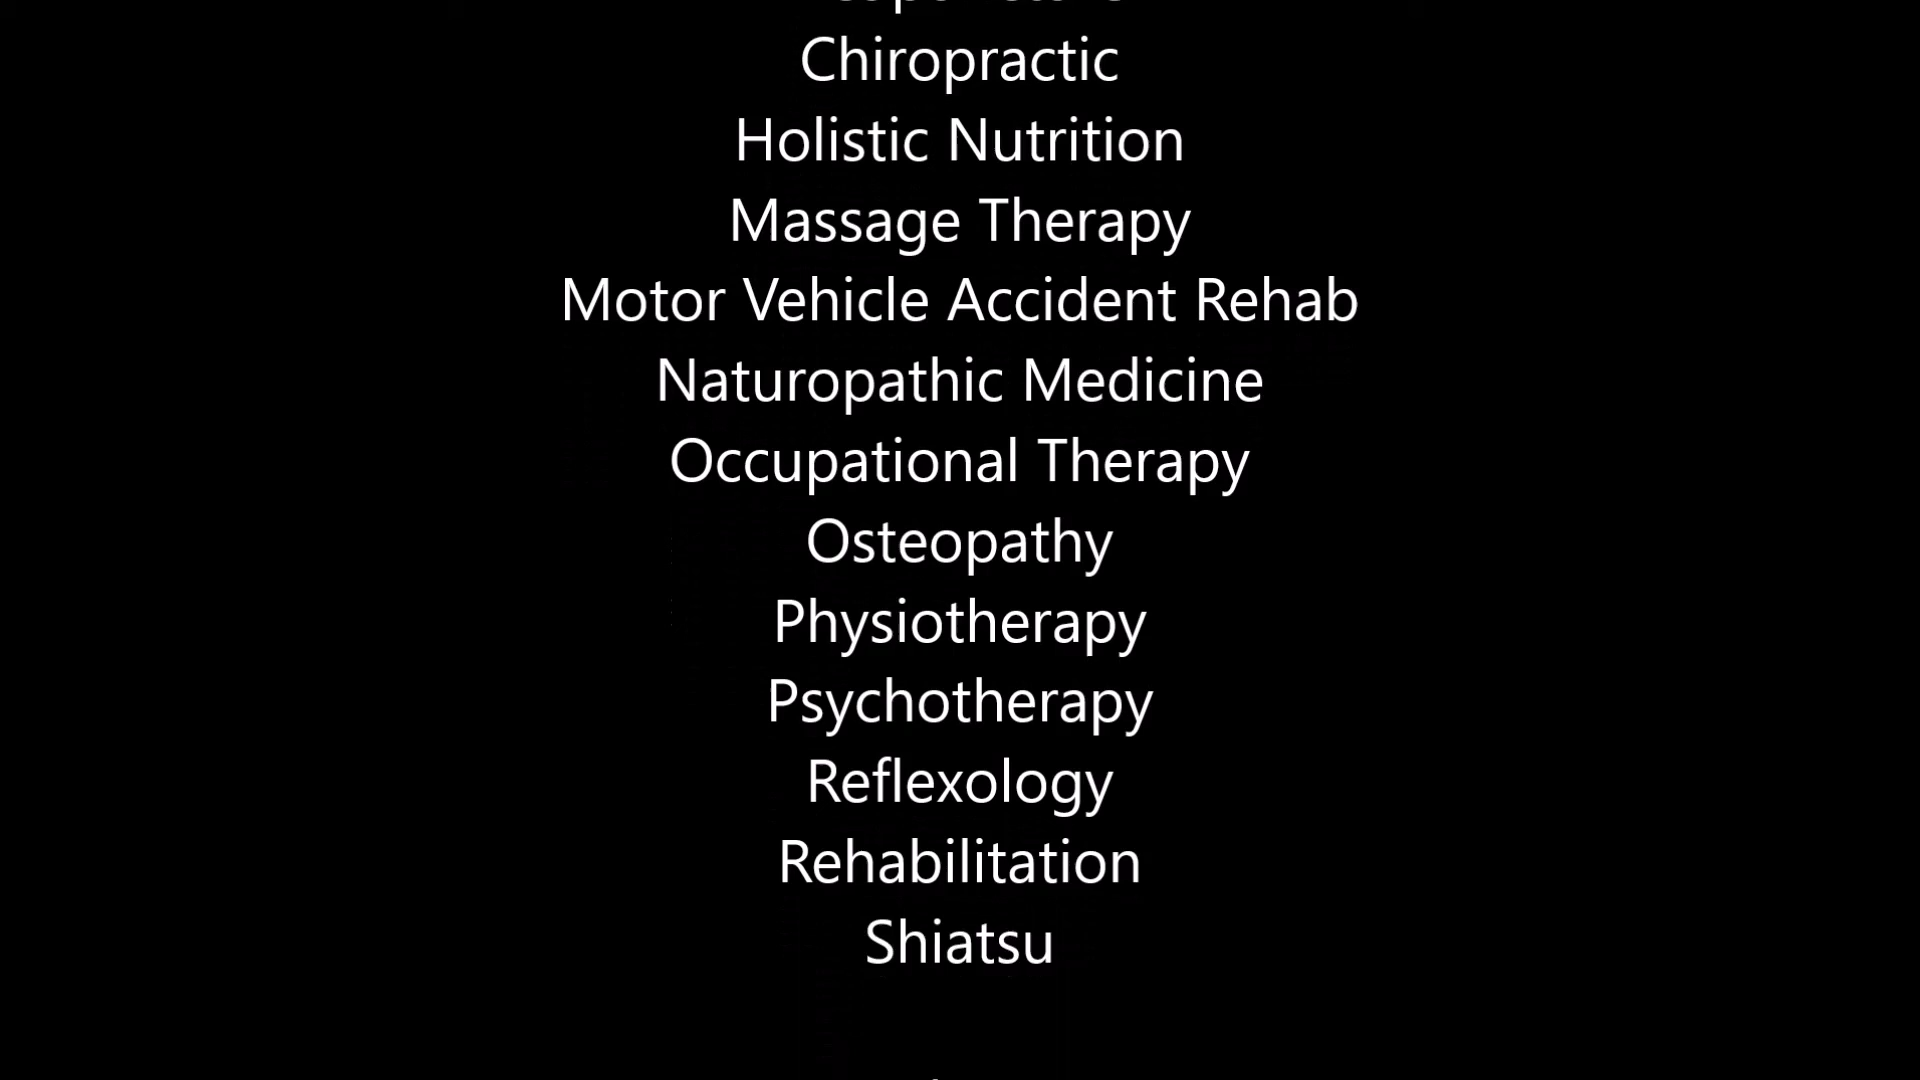 Chiropractic
Holistic Nutrition
Massage Therapy
Motor Vehicle Accident Rehab
Naturopathic Medicine
Occupational Therapy
Osteopathy
Physiotherapy
Psychotherapy
Reflexology
Rehabilitation
Shiatsu